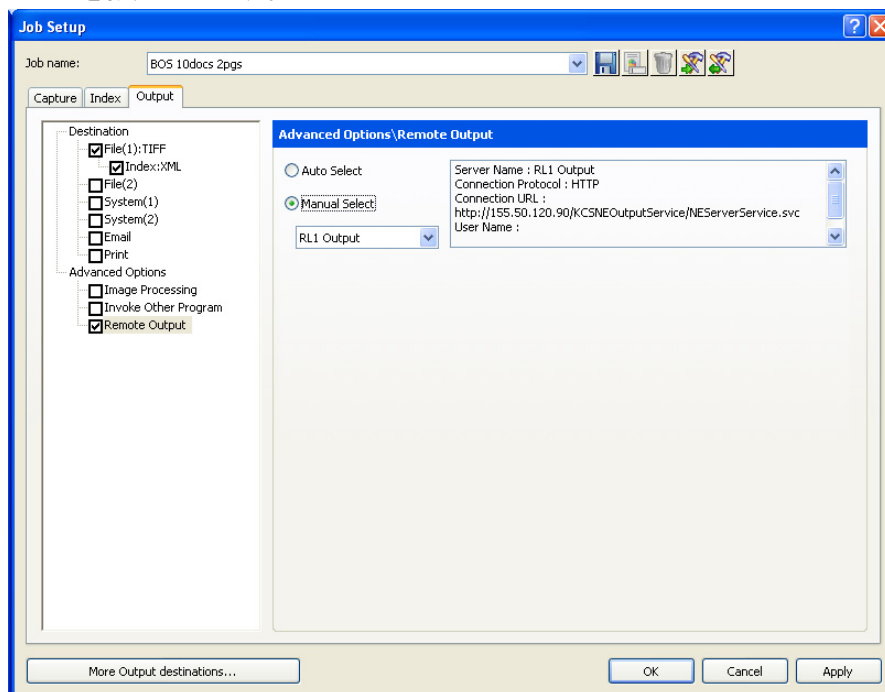 Job Setup
Job name: BOS 10docs 2pgs
Capture Index Output
Destination
File(1):TIFF
Index:XML
File(2)
System(1)
System(2)
Email
Print
Advanced Options
Image Processing
Invoke Other Program
Remote Output
Advanced Options\Remote Output
Auto Select
Manual Select
RL1 Output
Server Name : RL1 Output
Connection Protocol : HTTP
Connection URL :
http://155.50.120.90/KCSNEOutputService/NEServerService.svc
User Name :
More Output destinations...
OK Cancel Apply